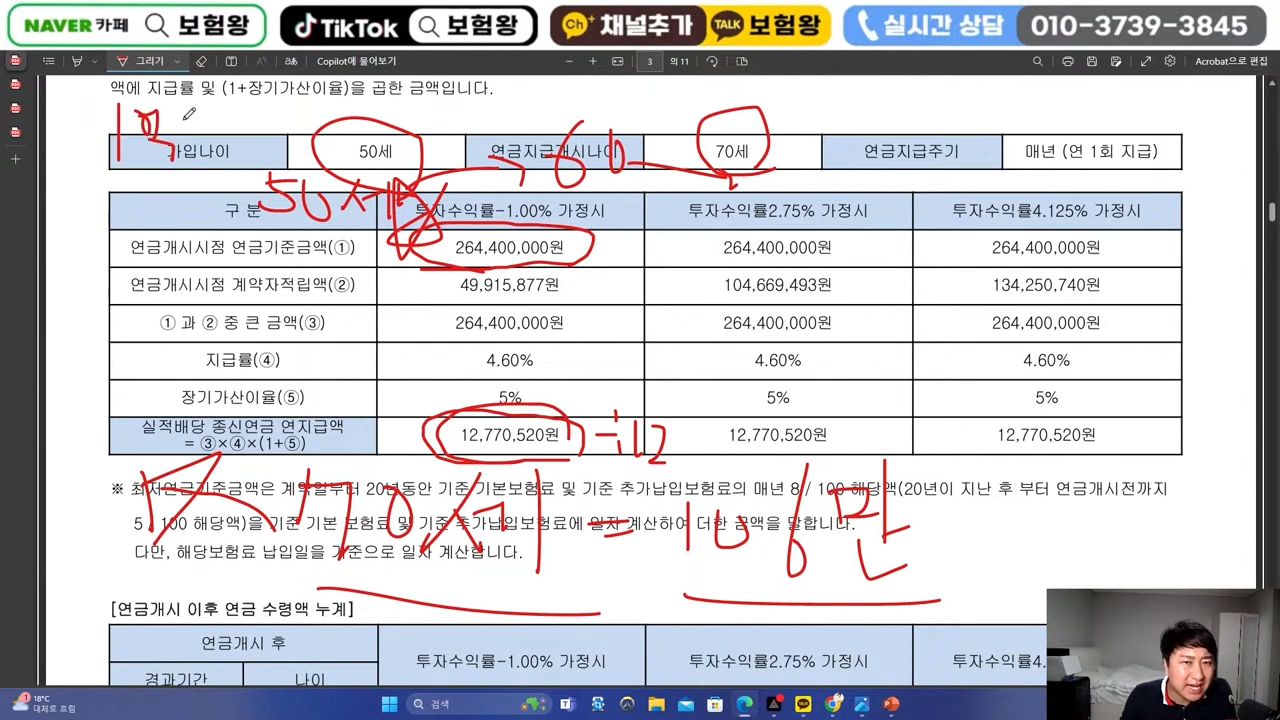 NAVER 카페 보험왕 TikTok 보험왕 Ch+ 채널추가 TALK 보험왕 실시간 상담 010-3739-3845
그리기 Copilot에 물어보기 3 의 11 Acrobat으로 편집
액에 지급률 및 (1+장기가산이율)을 곱한 금액입니다.
1억
가입나이 50세 연금지급개시나이 70세 연금지급주기 매년 (연 1회 지급)
60
50세
구 분 투자수익률-1.00% 가정시 투자수익률2.75% 가정시 투자수익률4.125% 가정시
연금개시시점 연금기준금액(①) 264,400,000원 264,400,000원 264,400,000원
연금개시시점 계약자적립액(②) 49,915,877원 104,669,493원 134,250,740원
① 과 ② 중 큰 금액(③) 264,400,000원 264,400,000원 264,400,000원
지급률(④) 4.60% 4.60% 4.60%
장기가산이율(⑤) 5% 5% 5%
실적배당 종신연금 연지급액
= ③×④×(1+⑤) 12,770,520원 12,770,520원 12,770,520원
÷12
※ 최저연금기준금액은 계약일부터 20년동안 기준 기본보험료 및 기준 추가납입보험료의 매년 8 / 100 해당액(20년이 지난 후 부터 연금개시전까지
5 / 100 해당액)을 기준 기본 보험료 및 기준 추가납입보험료에 일자 계산하여 더한 금액을 말합니다.
다만, 해당보험료 납입일을 기준으로 일자 계산합니다.
70세 = 106만
[연금개시 이후 연금 수령액 누계]
연금개시 후 투자수익률-1.00% 가정시 투자수익률2.75% 가정시 투자수익률4.
경과기간 나이
18°C
대체로 흐림 검색